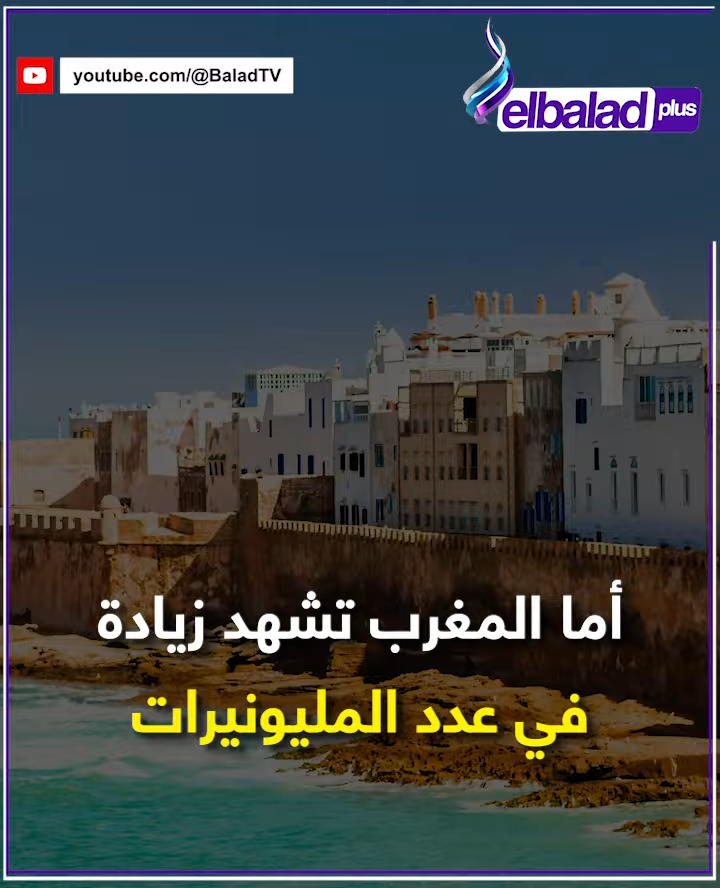 youtube.com/@BaladTV
elbalad plus
أما المغرب تشهد زيادة
في عدد المليونيرات